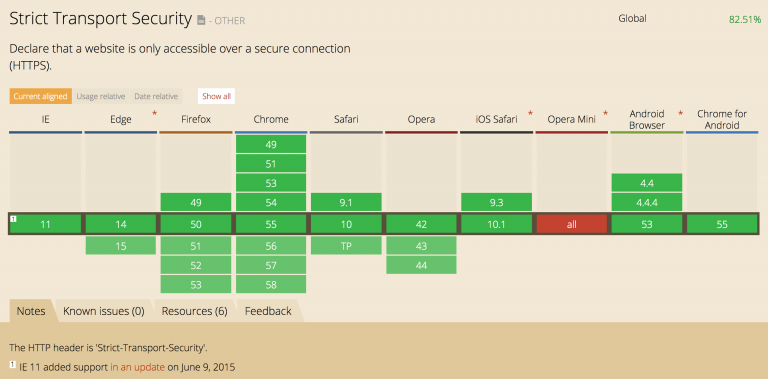 Strict Transport Security - OTHER
Global 82.51%
Declare that a website is only accessible over a secure connection
(HTTPS).
Current aligned Usage relative Date relative Show all
IE Edge * Firefox Chrome Safari Opera iOS Safari * Opera Mini * Android Browser * Chrome for Android
49
51
53 4.4
49 54 9.1 9.3 4.4.4
1 11 14 50 55 10 42 10.1 all 53 55
15 51 56 TP 43
52 57 44
53 58
Notes Known issues (0) Resources (6) Feedback
The HTTP header is 'Strict-Transport-Security'.
1 IE 11 added support in an update on June 9, 2015